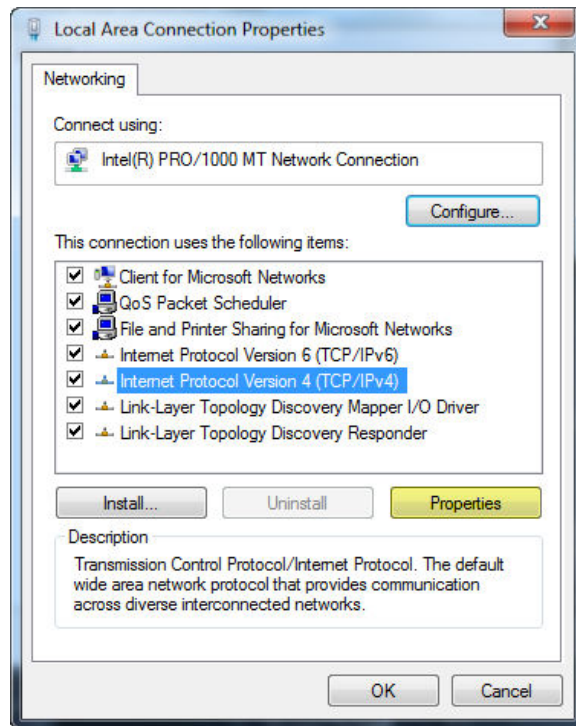 Local Area Connection Properties
Networking
Connect using:
Intel(R) PRO/1000 MT Network Connection
Configure...
This connection uses the following items:
Client for Microsoft Networks
QoS Packet Scheduler
File and Printer Sharing for Microsoft Networks
Internet Protocol Version 6 (TCP/IPv6)
Internet Protocol Version 4 (TCP/IPv4)
Link-Layer Topology Discovery Mapper I/O Driver
Link-Layer Topology Discovery Responder
Install... Uninstall Properties
Description
Transmission Control Protocol/Internet Protocol. The default
wide area network protocol that provides communication
across diverse interconnected networks.
OK Cancel